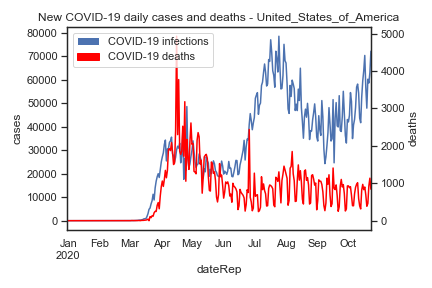 New COVID-19 daily cases and deaths - United_States_of_America
COVID-19 infections
COVID-19 deaths
80000
70000
60000
50000
40000
30000
20000
10000
0
cases
5000
4000
3000
2000
1000
0
deaths
Jan Feb Mar Apr May Jun Jul Aug Sep Oct
2020
dateRep